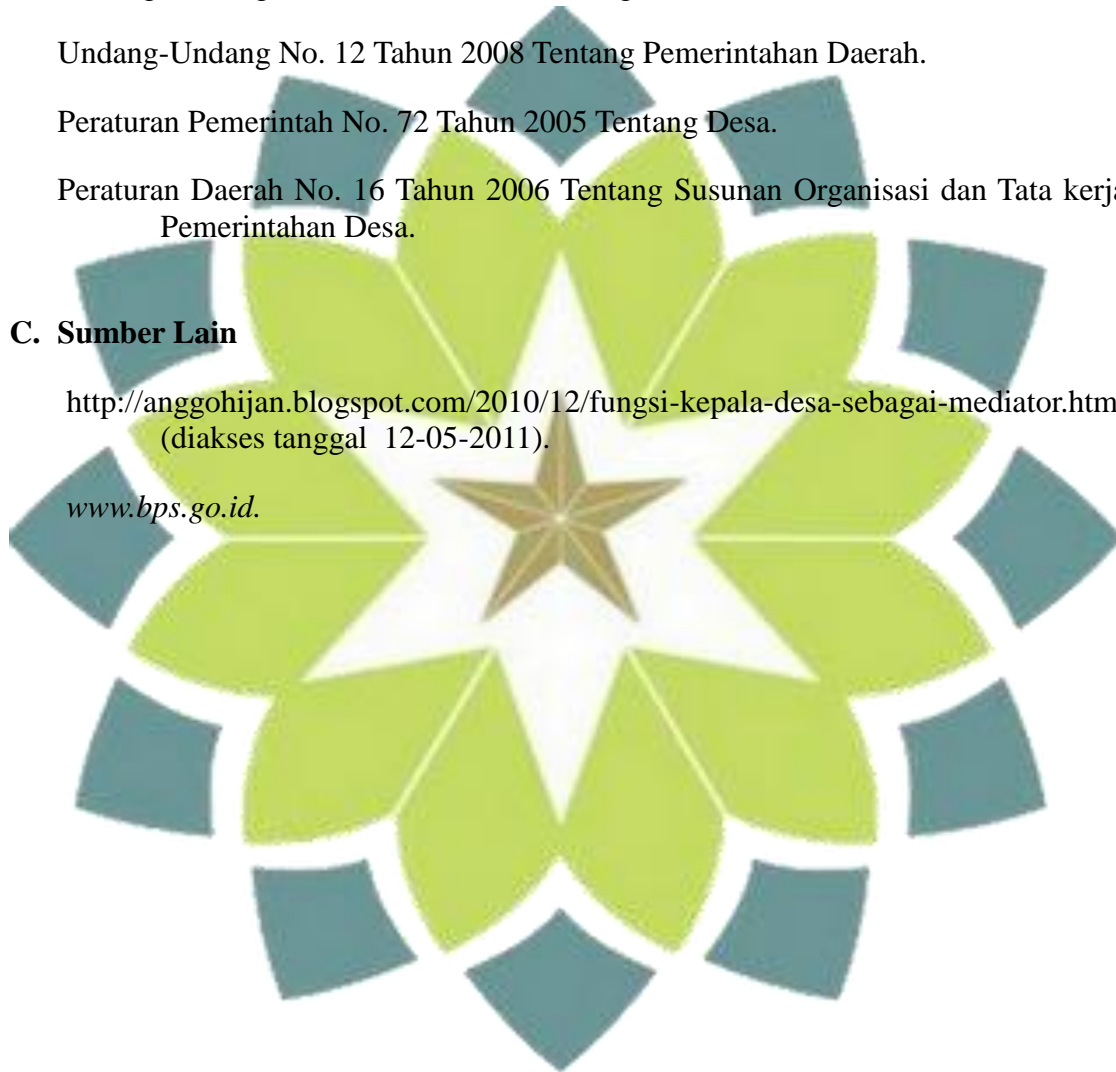 Undang-Undang No. 12 Tahun 2008 Tentang Pemerintahan Daerah.
Peraturan Pemerintah No. 72 Tahun 2005 Tentang Desa.
Peraturan Daerah No. 16 Tahun 2006 Tentang Susunan Organisasi dan Tata kerja
Pemerintahan Desa.
C. Sumber Lain
http://anggohijan.blogspot.com/2010/12/fungsi-kepala-desa-sebagai-mediator.htm
(diakses tanggal 12-05-2011).
www.bps.go.id.